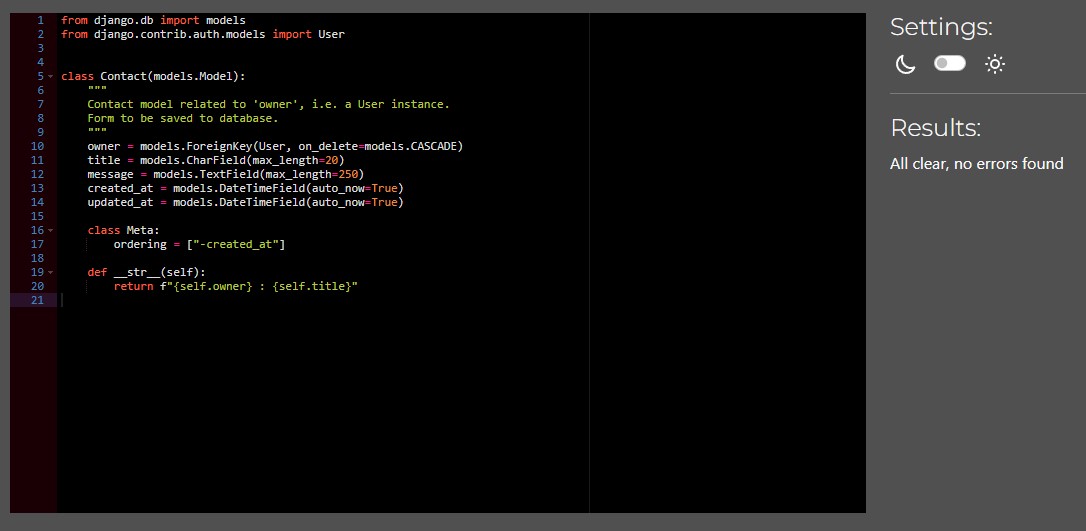 1 from django.db import models
2 from django.contrib.auth.models import User
3
4
5 class Contact(models.Model):
6     """
7     Contact model related to 'owner', i.e. a User instance.
8     Form to be saved to database.
9     """
10     owner = models.ForeignKey(User, on_delete=models.CASCADE)
11     title = models.CharField(max_length=20)
12     message = models.TextField(max_length=250)
13     created_at = models.DateTimeField(auto_now=True)
14     updated_at = models.DateTimeField(auto_now=True)
15
16     class Meta:
17         ordering = ["-created_at"]
18
19     def __str__(self):
20         return f"{self.owner} : {self.title}"
21
Settings:
Results:
All clear, no errors found